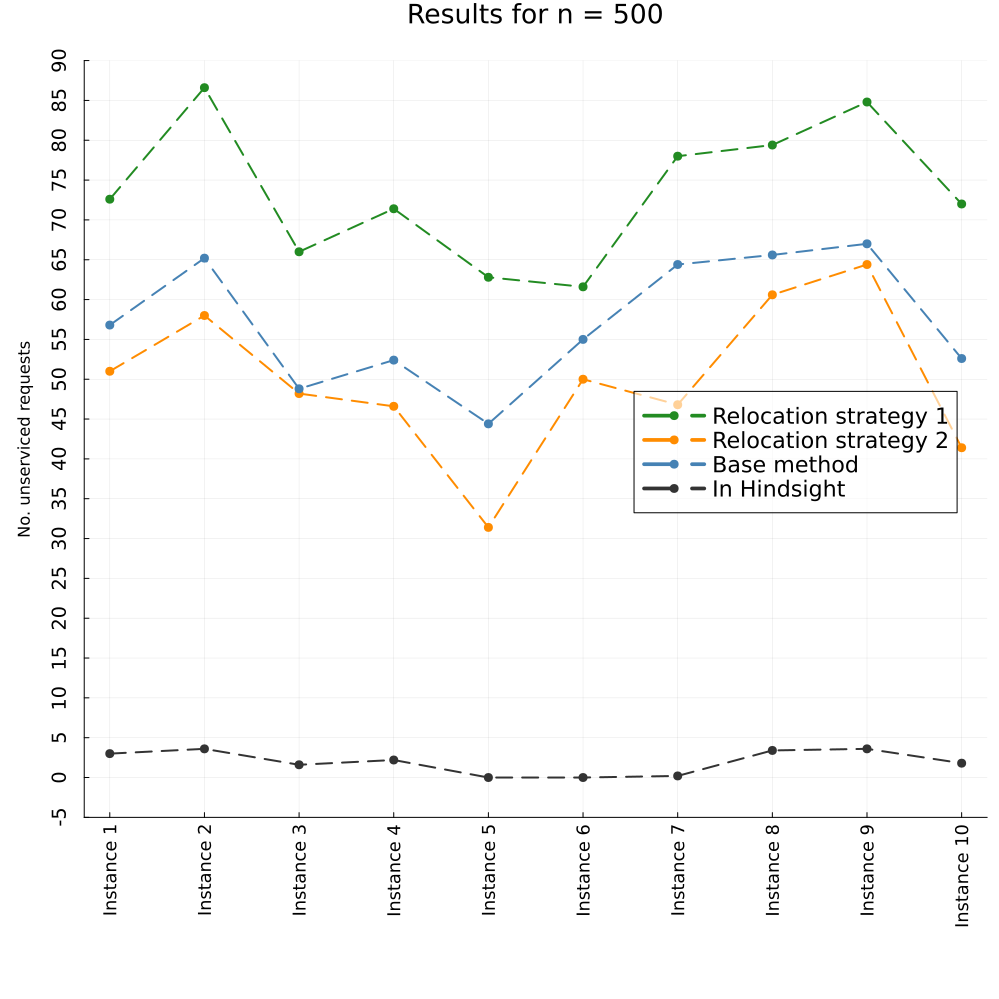 Results for n = 500
No. unserviced requests
90
85
80
75
70
65
60
55
50
45
40
35
30
25
20
15
10
5
0
-5
Relocation strategy 1
Relocation strategy 2
Base method
In Hindsight
Instance 1
Instance 2
Instance 3
Instance 4
Instance 5
Instance 6
Instance 7
Instance 8
Instance 9
Instance 10